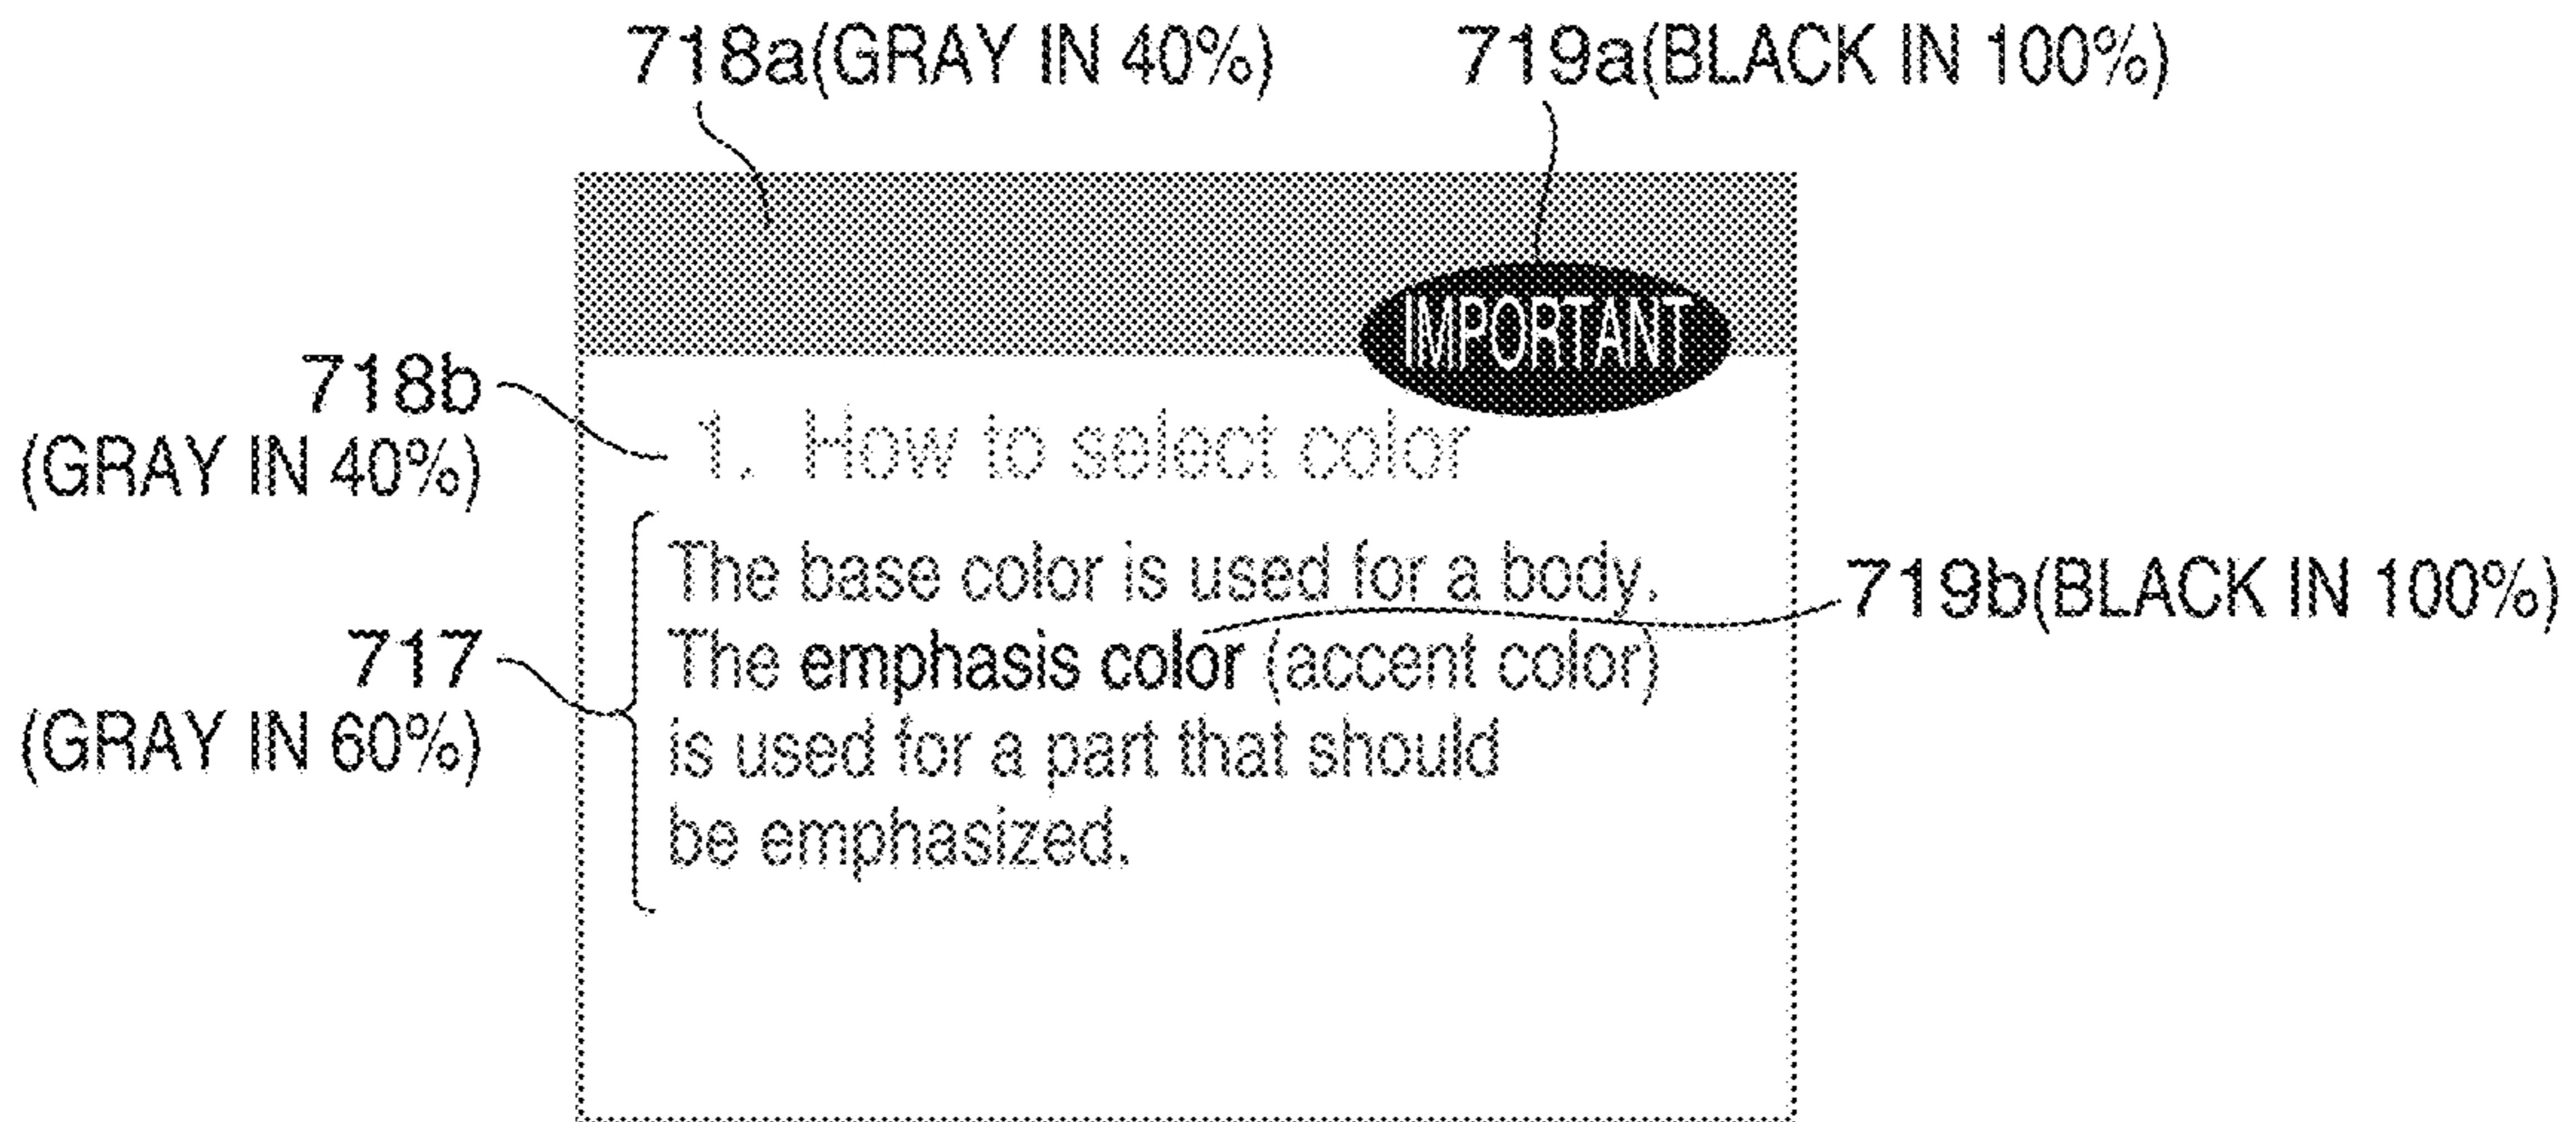 718a(GRAY IN 40%)
719a(BLACK IN 100%)
IMPORTANT
718b
(GRAY IN 40%)
1. How to select color
The base color is used for a body.
719b(BLACK IN 100%)
717
(GRAY IN 60%)
The emphasis color (accent color)
is used for a part that should
be emphasized.